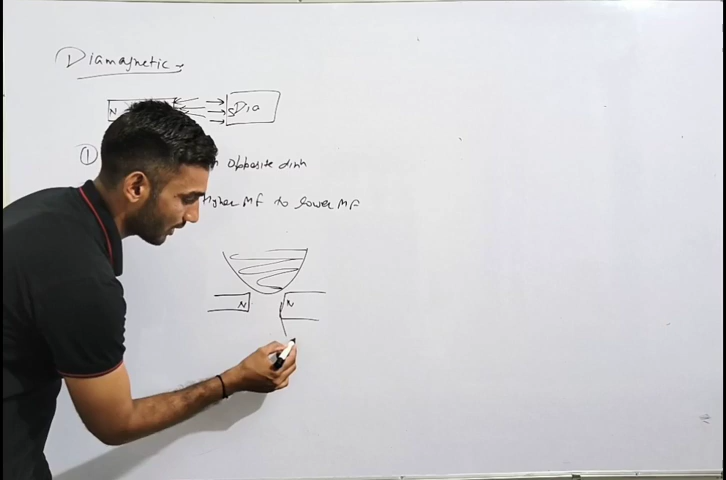 Diamagnetic →
N S Dia
① n opposite dirn
Higher MF to lower MF
N N